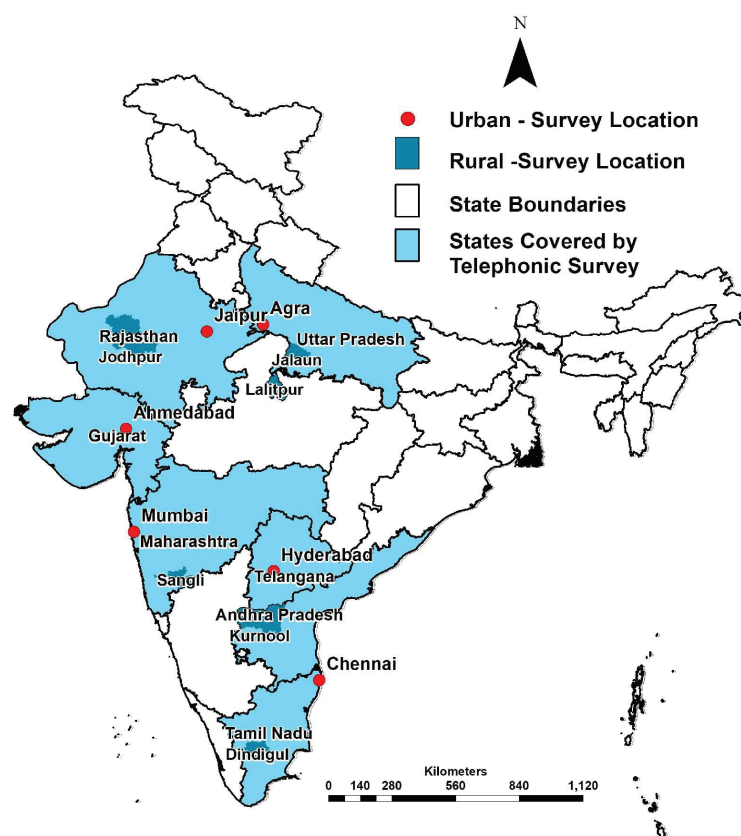 N
Urban - Survey Location
Rural -Survey Location
State Boundaries
States Covered by
Telephonic Survey
Jaipur
Agra
Rajasthan
Jodhpur
Uttar Pradesh
Jalaun
Lalitpur
Ahmedabad
Gujarat
Mumbai
Maharashtra
Hyderabad
Telangana
Sangli
Andhra Pradesh
Kurnool
Chennai
Tamil Nadu
Dindigul
Kilometers
0 140 280 560 840 1,120